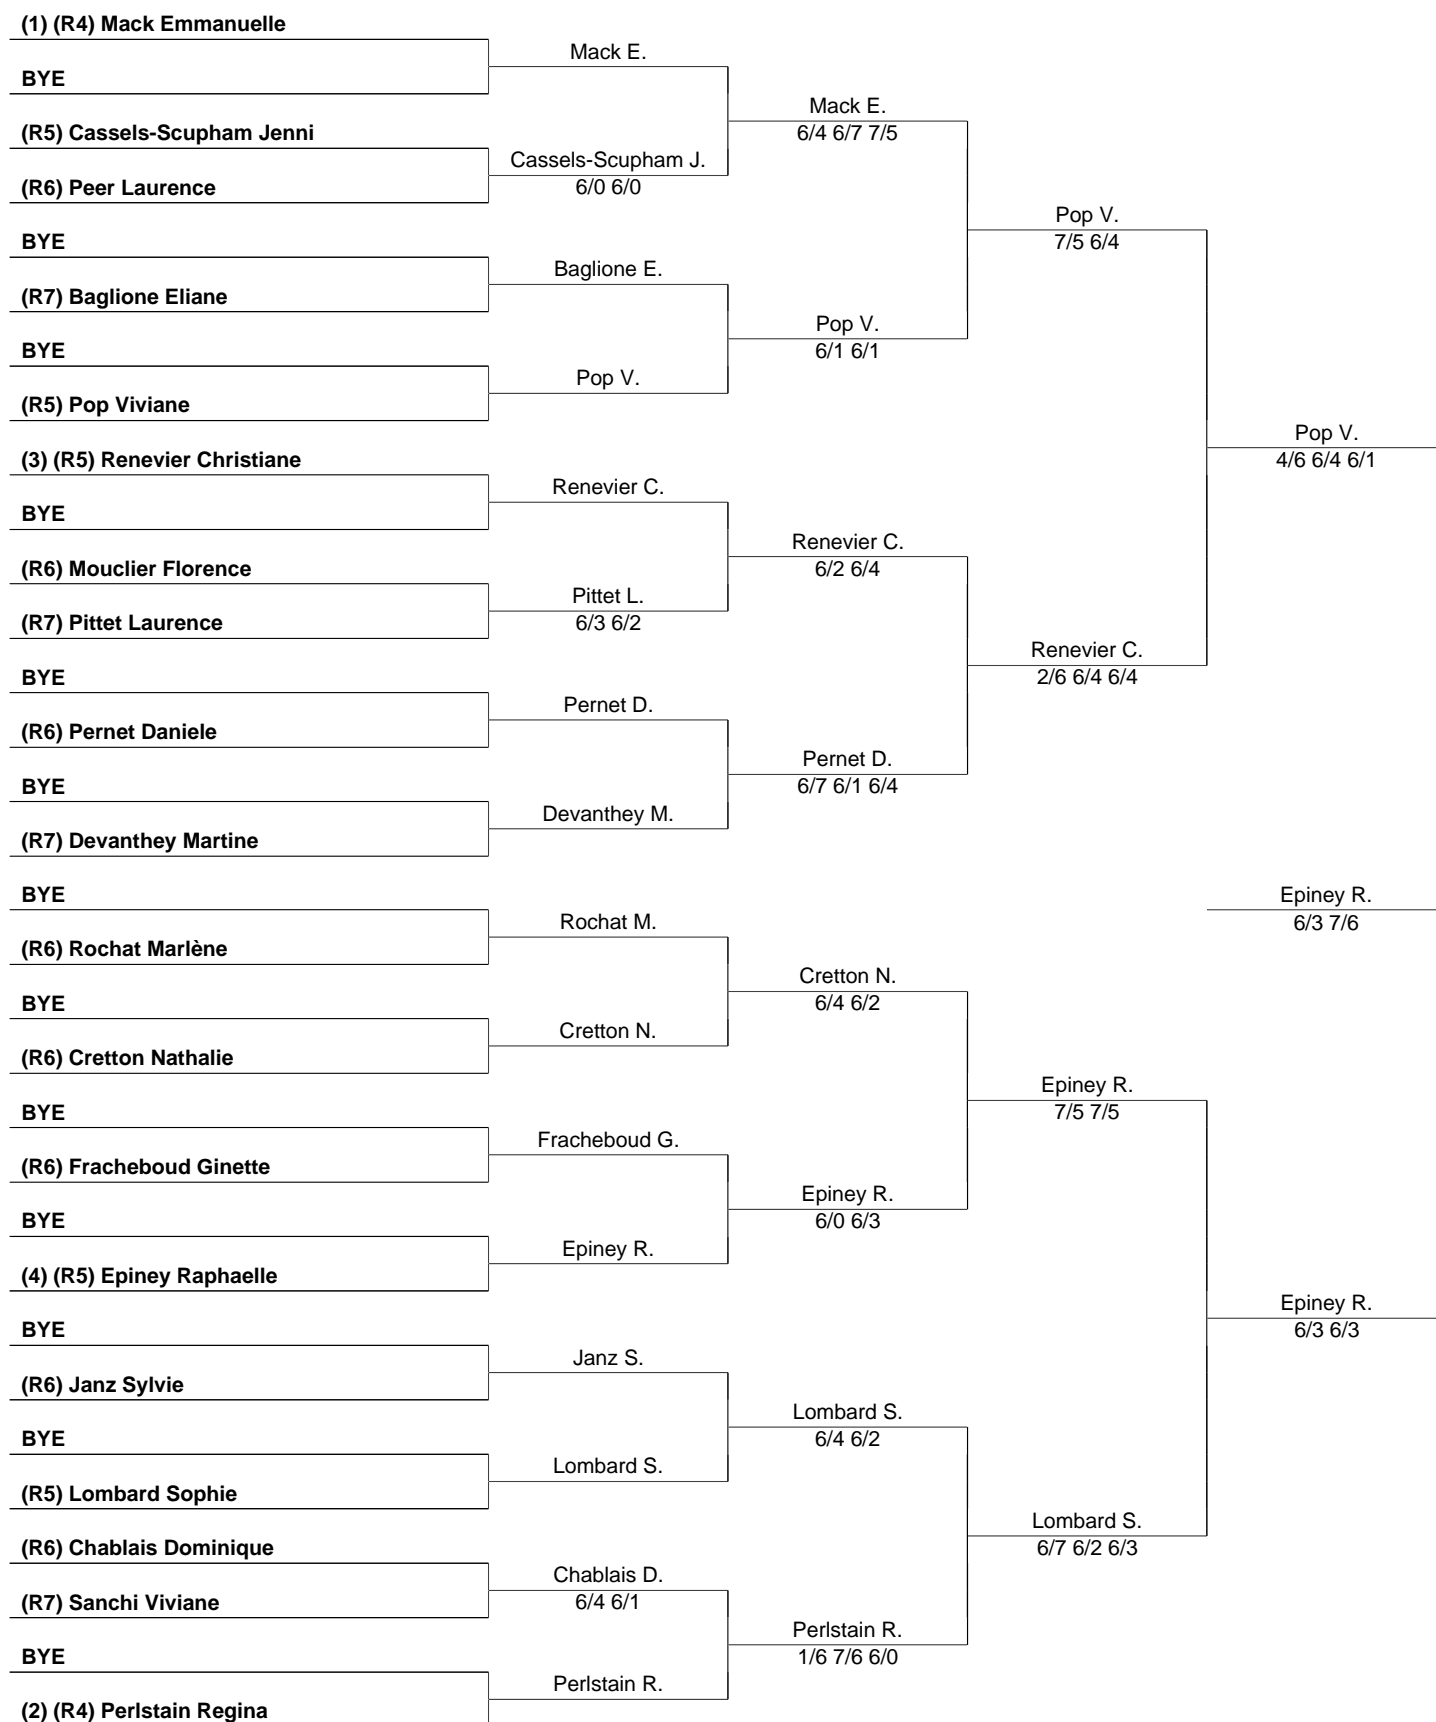 (1) (R4) Mack Emmanuelle
BYE
(R5) Cassels-Scupham Jenni
(R6) Peer Laurence
BYE
(R7) Baglione Eliane
BYE
(R5) Pop Viviane
(3) (R5) Renevier Christiane
BYE
(R6) Mouclier Florence
(R7) Pittet Laurence
BYE
(R6) Pernet Daniele
BYE
(R7) Devanthey Martine
BYE
(R6) Rochat Marlène
BYE
(R6) Cretton Nathalie
BYE
(R6) Fracheboud Ginette
BYE
(4) (R5) Epiney Raphaelle
BYE
(R6) Janz Sylvie
BYE
(R5) Lombard Sophie
(R6) Chablais Dominique
(R7) Sanchi Viviane
BYE
(2) (R4) Perlstain Regina
Mack E.
Cassels-Scupham J.
6/0 6/0
Baglione E.
Pop V.
Renevier C.
Pittet L.
6/3 6/2
Pernet D.
Devanthey M.
Rochat M.
Cretton N.
Fracheboud G.
Epiney R.
Janz S.
Lombard S.
Chablais D.
6/4 6/1
Perlstain R.
Mack E.
6/4 6/7 7/5
Pop V.
6/1 6/1
Renevier C.
6/2 6/4
Pernet D.
6/7 6/1 6/4
Cretton N.
6/4 6/2
Epiney R.
6/0 6/3
Lombard S.
6/4 6/2
Perlstain R.
1/6 7/6 6/0
Pop V.
7/5 6/4
Renevier C.
2/6 6/4 6/4
Epiney R.
7/5 7/5
Lombard S.
6/7 6/2 6/3
Pop V.
4/6 6/4 6/1
Epiney R.
6/3 7/6
Epiney R.
6/3 6/3